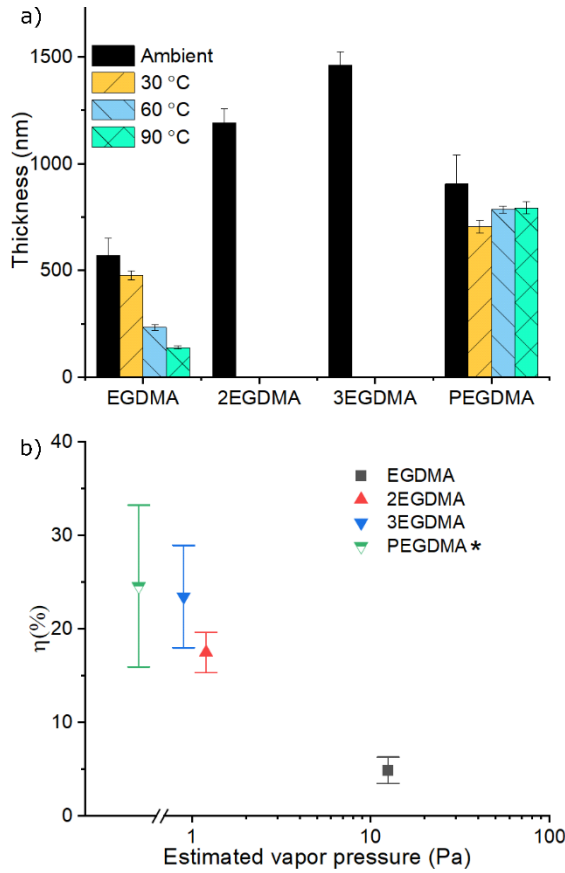 a)
Ambient
30 °C
60 °C
90 °C
Thickness (nm)
1500
1000
500
0
EGDMA 2EGDMA 3EGDMA PEGDMA
b)
EGDMA
2EGDMA
3EGDMA
PEGDMA*
η(%)
40
30
20
10
0
1 10 100
Estimated vapor pressure (Pa)